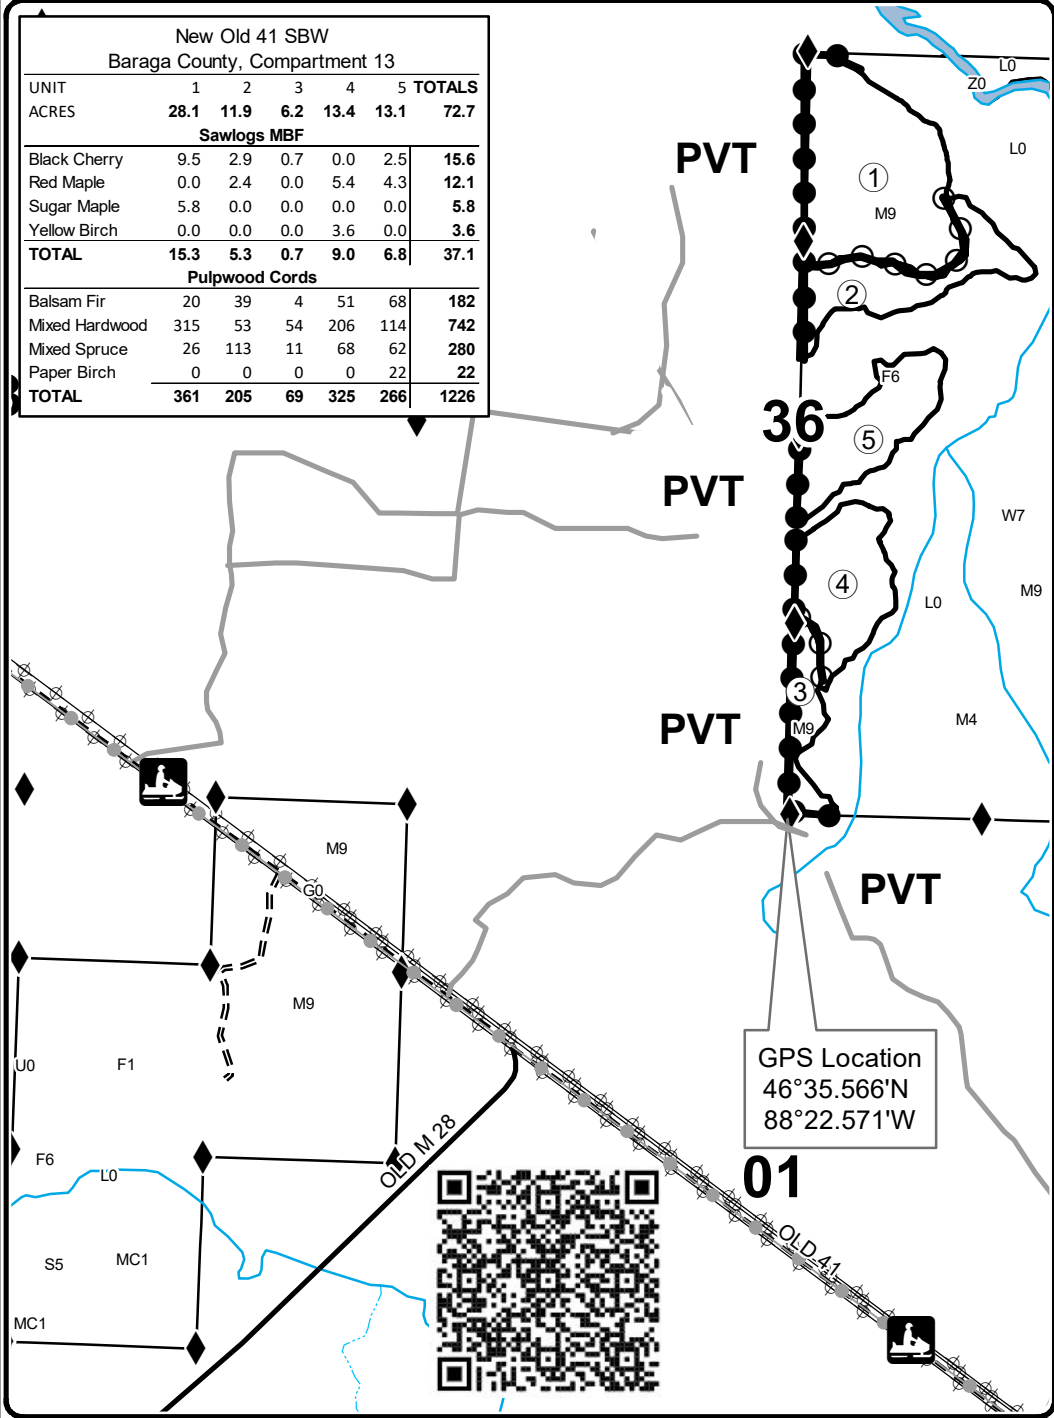 New Old 41 SBW
Baraga County, Compartment 13
UNIT 1 2 3 4 5 TOTALS
ACRES 28.1 11.9 6.2 13.4 13.1 72.7
Sawlogs MBF
Black Cherry 9.5 2.9 0.7 0.0 2.5 15.6
Red Maple 0.0 2.4 0.0 5.4 4.3 12.1
Sugar Maple 5.8 0.0 0.0 0.0 0.0 5.8
Yellow Birch 0.0 0.0 0.0 3.6 0.0 3.6
TOTAL 15.3 5.3 0.7 9.0 6.8 37.1
Pulpwood Cords
Balsam Fir 20 39 4 51 68 182
Mixed Hardwood 315 53 54 206 114 742
Mixed Spruce 26 113 11 68 62 280
Paper Birch 0 0 0 0 22 22
TOTAL 361 205 69 325 266 1226
L0
Z0
L0
PVT
1
M9
2
F6
36
5
PVT
W7
4
M9
L0
3
M4
PVT
M9
M9
G0
PVT
M9
GPS Location
46°35.566'N
88°22.571'W
U0
F1
OLD M 28
F6
L0
01
OLD 41
S5
MC1
MC1